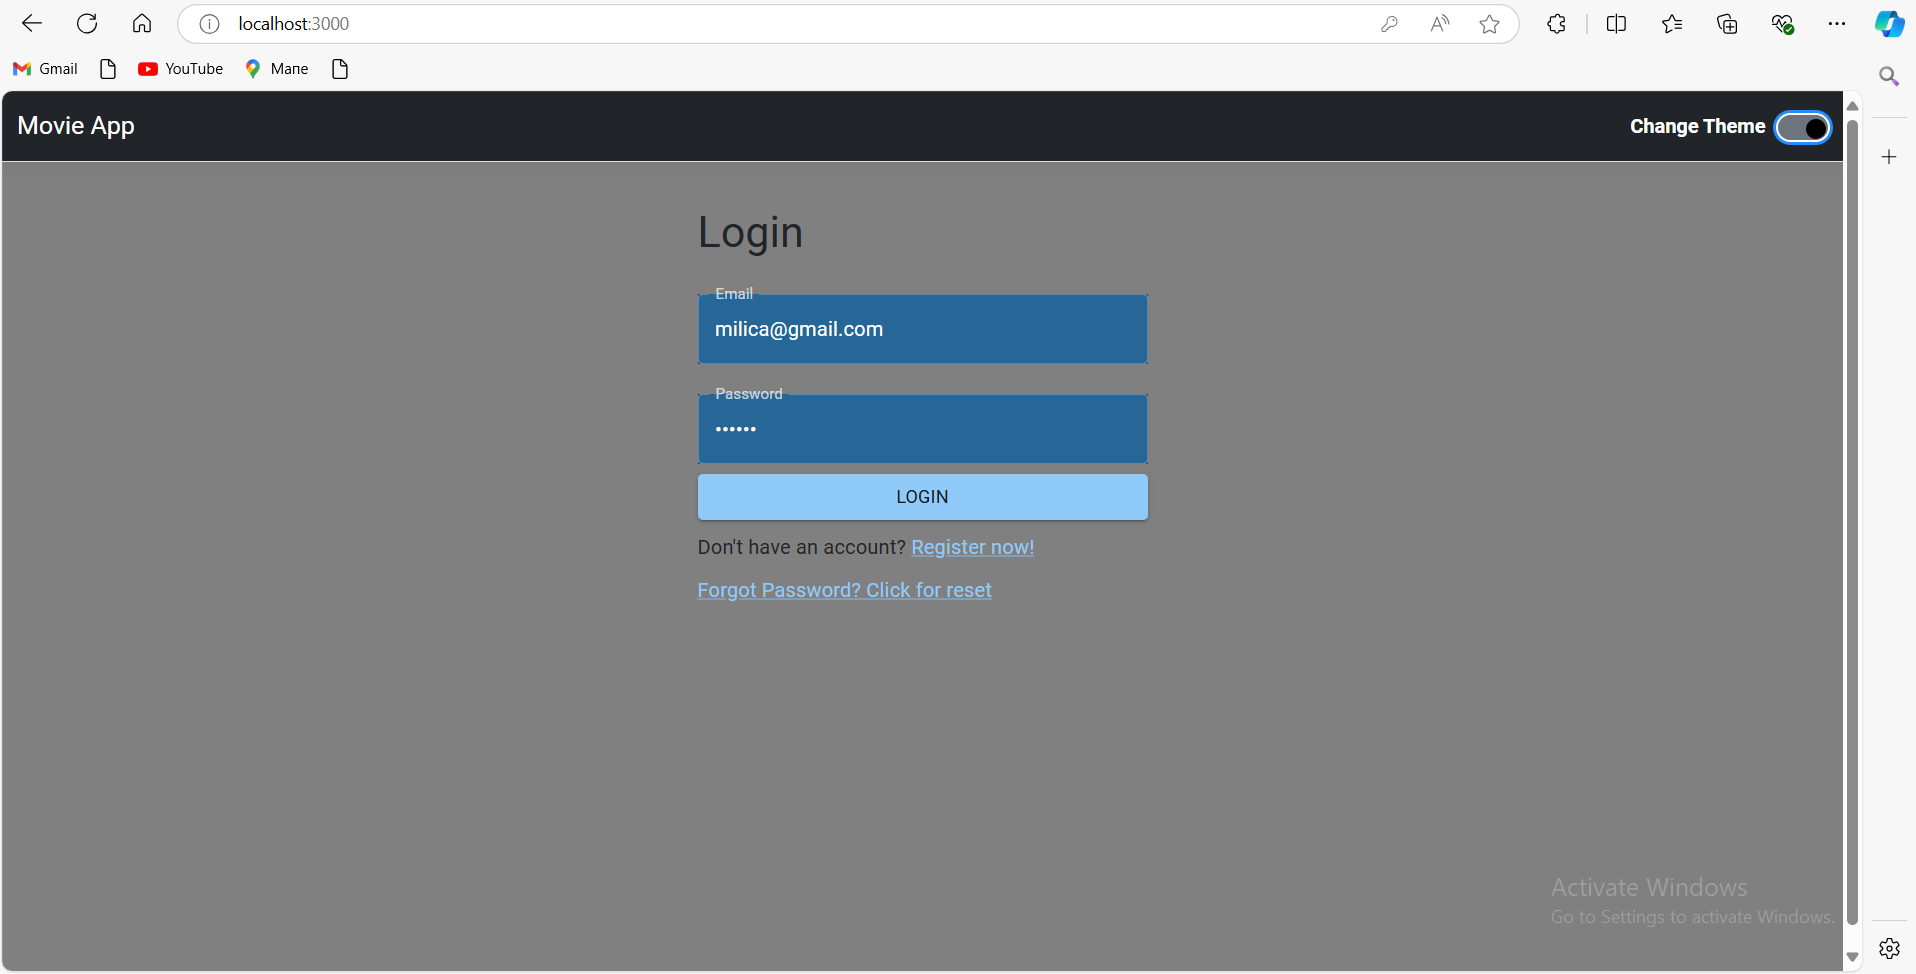 localhost:3000
Gmail
YouTube
Мапе
Movie App
Change Theme
Login
Email
milica@gmail.com
Password
••••••
LOGIN
Don't have an account? Register now!
Forgot Password? Click for reset
Activate Windows
Go to Settings to activate Windows.